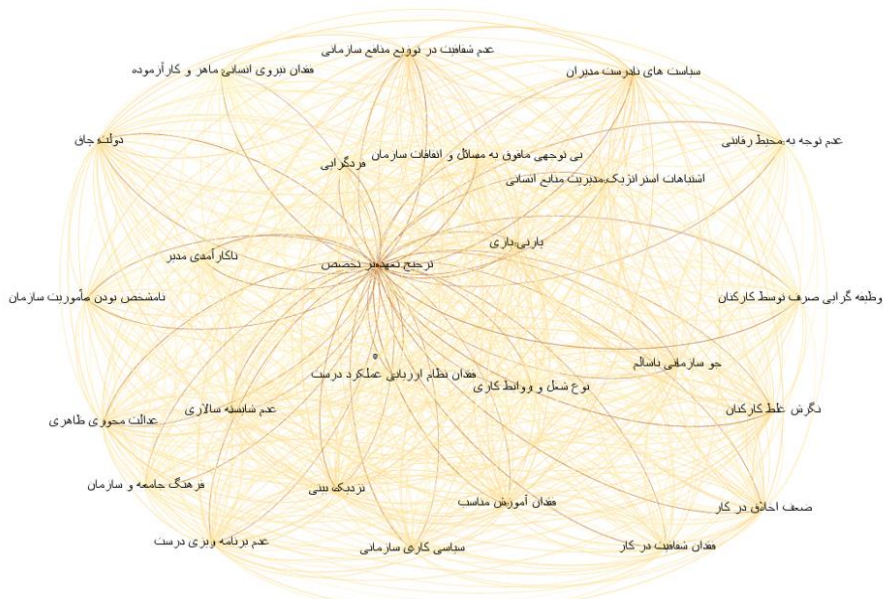 عدم شفافیت در توزیع منافع سازمانی
فقدان نیروی انسانی ماهر و کارآزموده
سیاست های نادرست مدیران
دولت چاق
عدم توجه به محیط رقابتی
بی توجهی مافوق به مسائل و اتفاقات سازمان
فردگرایی
اشتباهات استراتژیک مدیریت منابع انسانی
پارتی بازی
ناکارآمدی مدیر
ترجیح تعهد بر تخصص
نامشخص بودن مأموریت سازمان
وظیفه گرایی صرف توسط کارکنان
جو سازمانی ناسالم
فقدان نظام ارزیابی عملکرد درست
نوع شغل و روابط کاری
عدم شایسته سالاری
نگرش غلط کارکنان
عدالت محوری ظاهری
فرهنگ جامعه و سازمان
نزدیک بینی
فقدان آموزش مناسب
ضعف اخلاق در کار
عدم برنامه ریزی درست
سیاسی کاری سازمانی
فقدان شفافیت در کار